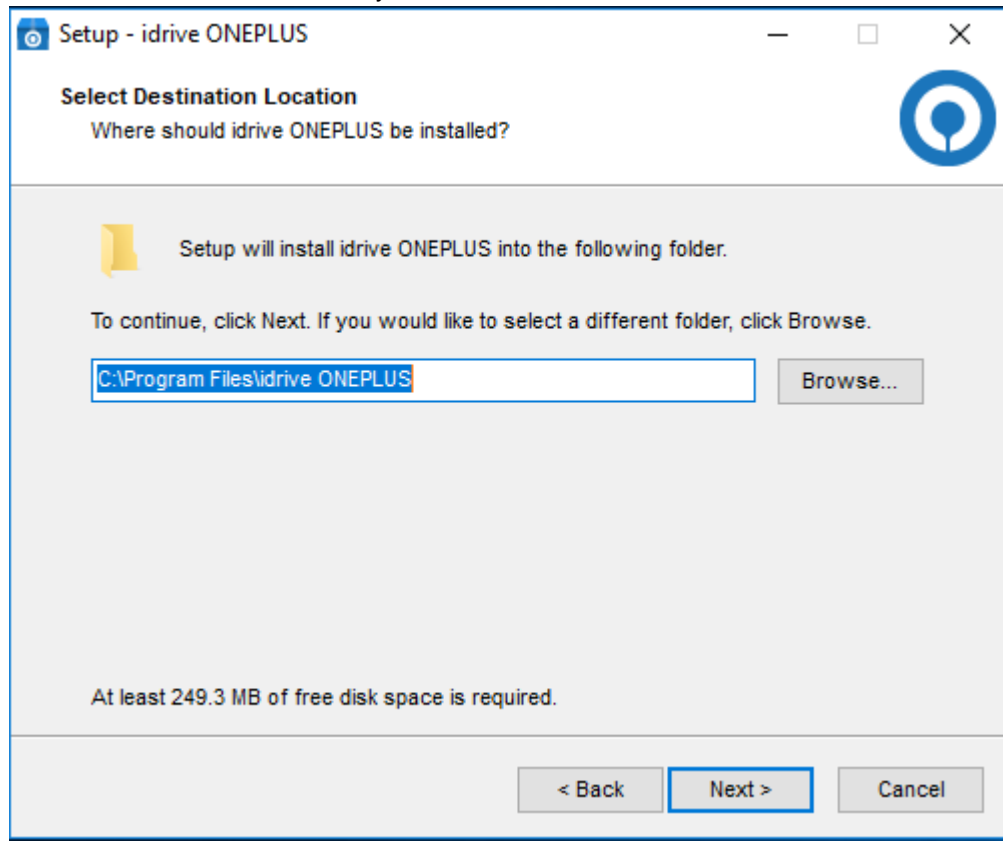 Setup - idrive ONEPLUS
Select Destination Location
Where should idrive ONEPLUS be installed?
Setup will install idrive ONEPLUS into the following folder.
To continue, click Next. If you would like to select a different folder, click Browse.
C:\Program Files\idrive ONEPLUS
Browse...
At least 249.3 MB of free disk space is required.
< Back Next > Cancel